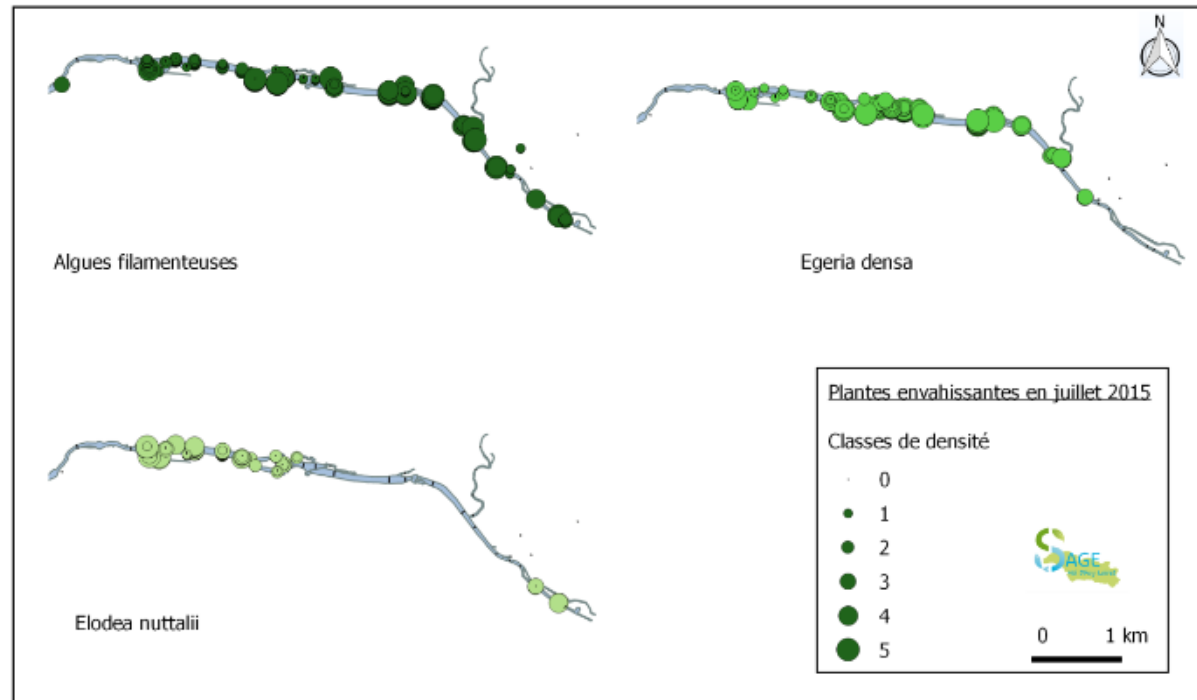 N
Algues filamenteuses
Egeria densa
Elodea nuttalii
Plantes envahissantes en juillet 2015
Classes de densité
0
1
2
3
4
5
SAGE
0 1 km